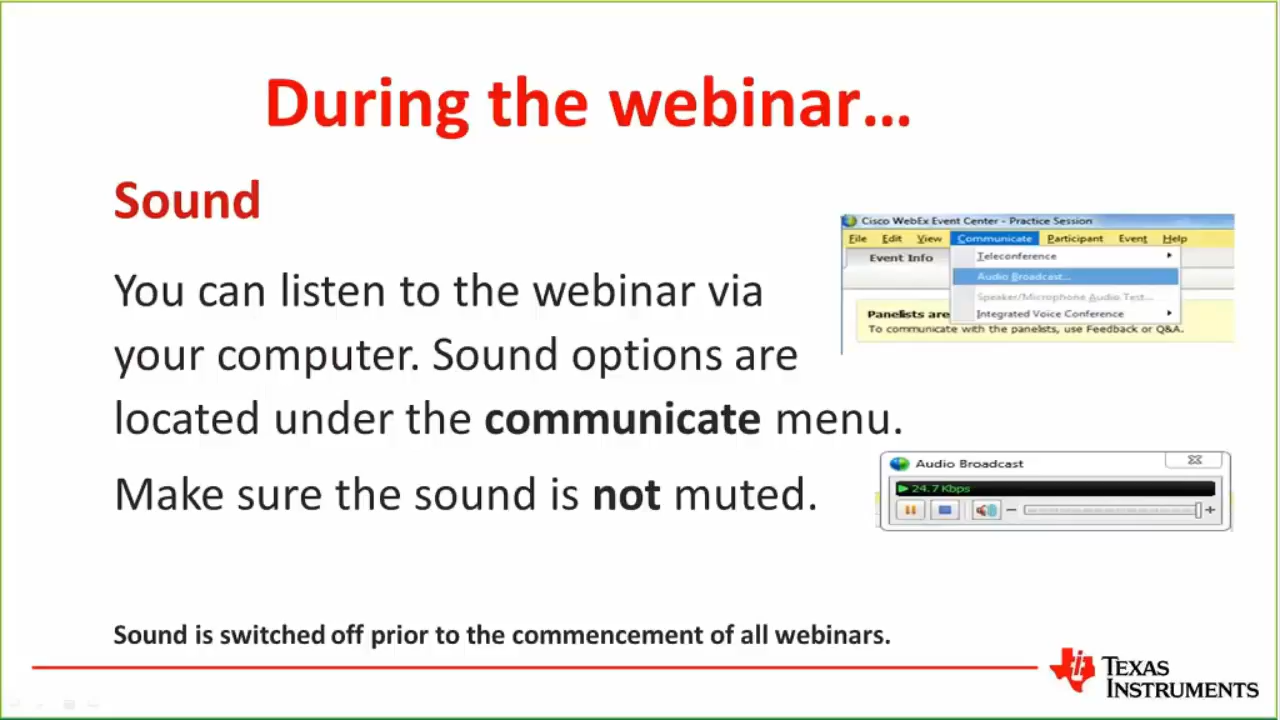 During the webinar...
Sound
You can listen to the webinar via
your computer. Sound options are
located under the communicate menu.
Make sure the sound is not muted.
Cisco WebEx Event Center - Practice Session
File Edit View Communicate Participant Event Help
Event Info
Teleconference
Audio Broadcast...
Speaker/Microphone Audio Test...
Integrated Voice Conference
Panelists are
To communicate with the panelists, use Feedback or Q&A.
Audio Broadcast
24.7 Kbps
Sound is switched off prior to the commencement of all webinars.
TEXAS
INSTRUMENTS